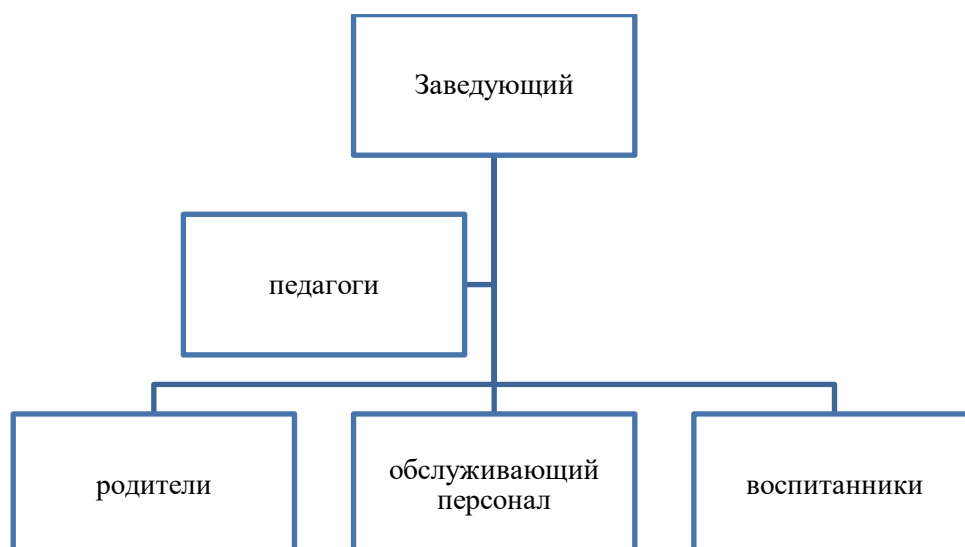 Заведующий
педагоги
родители
обслуживающий
персонал
воспитанники